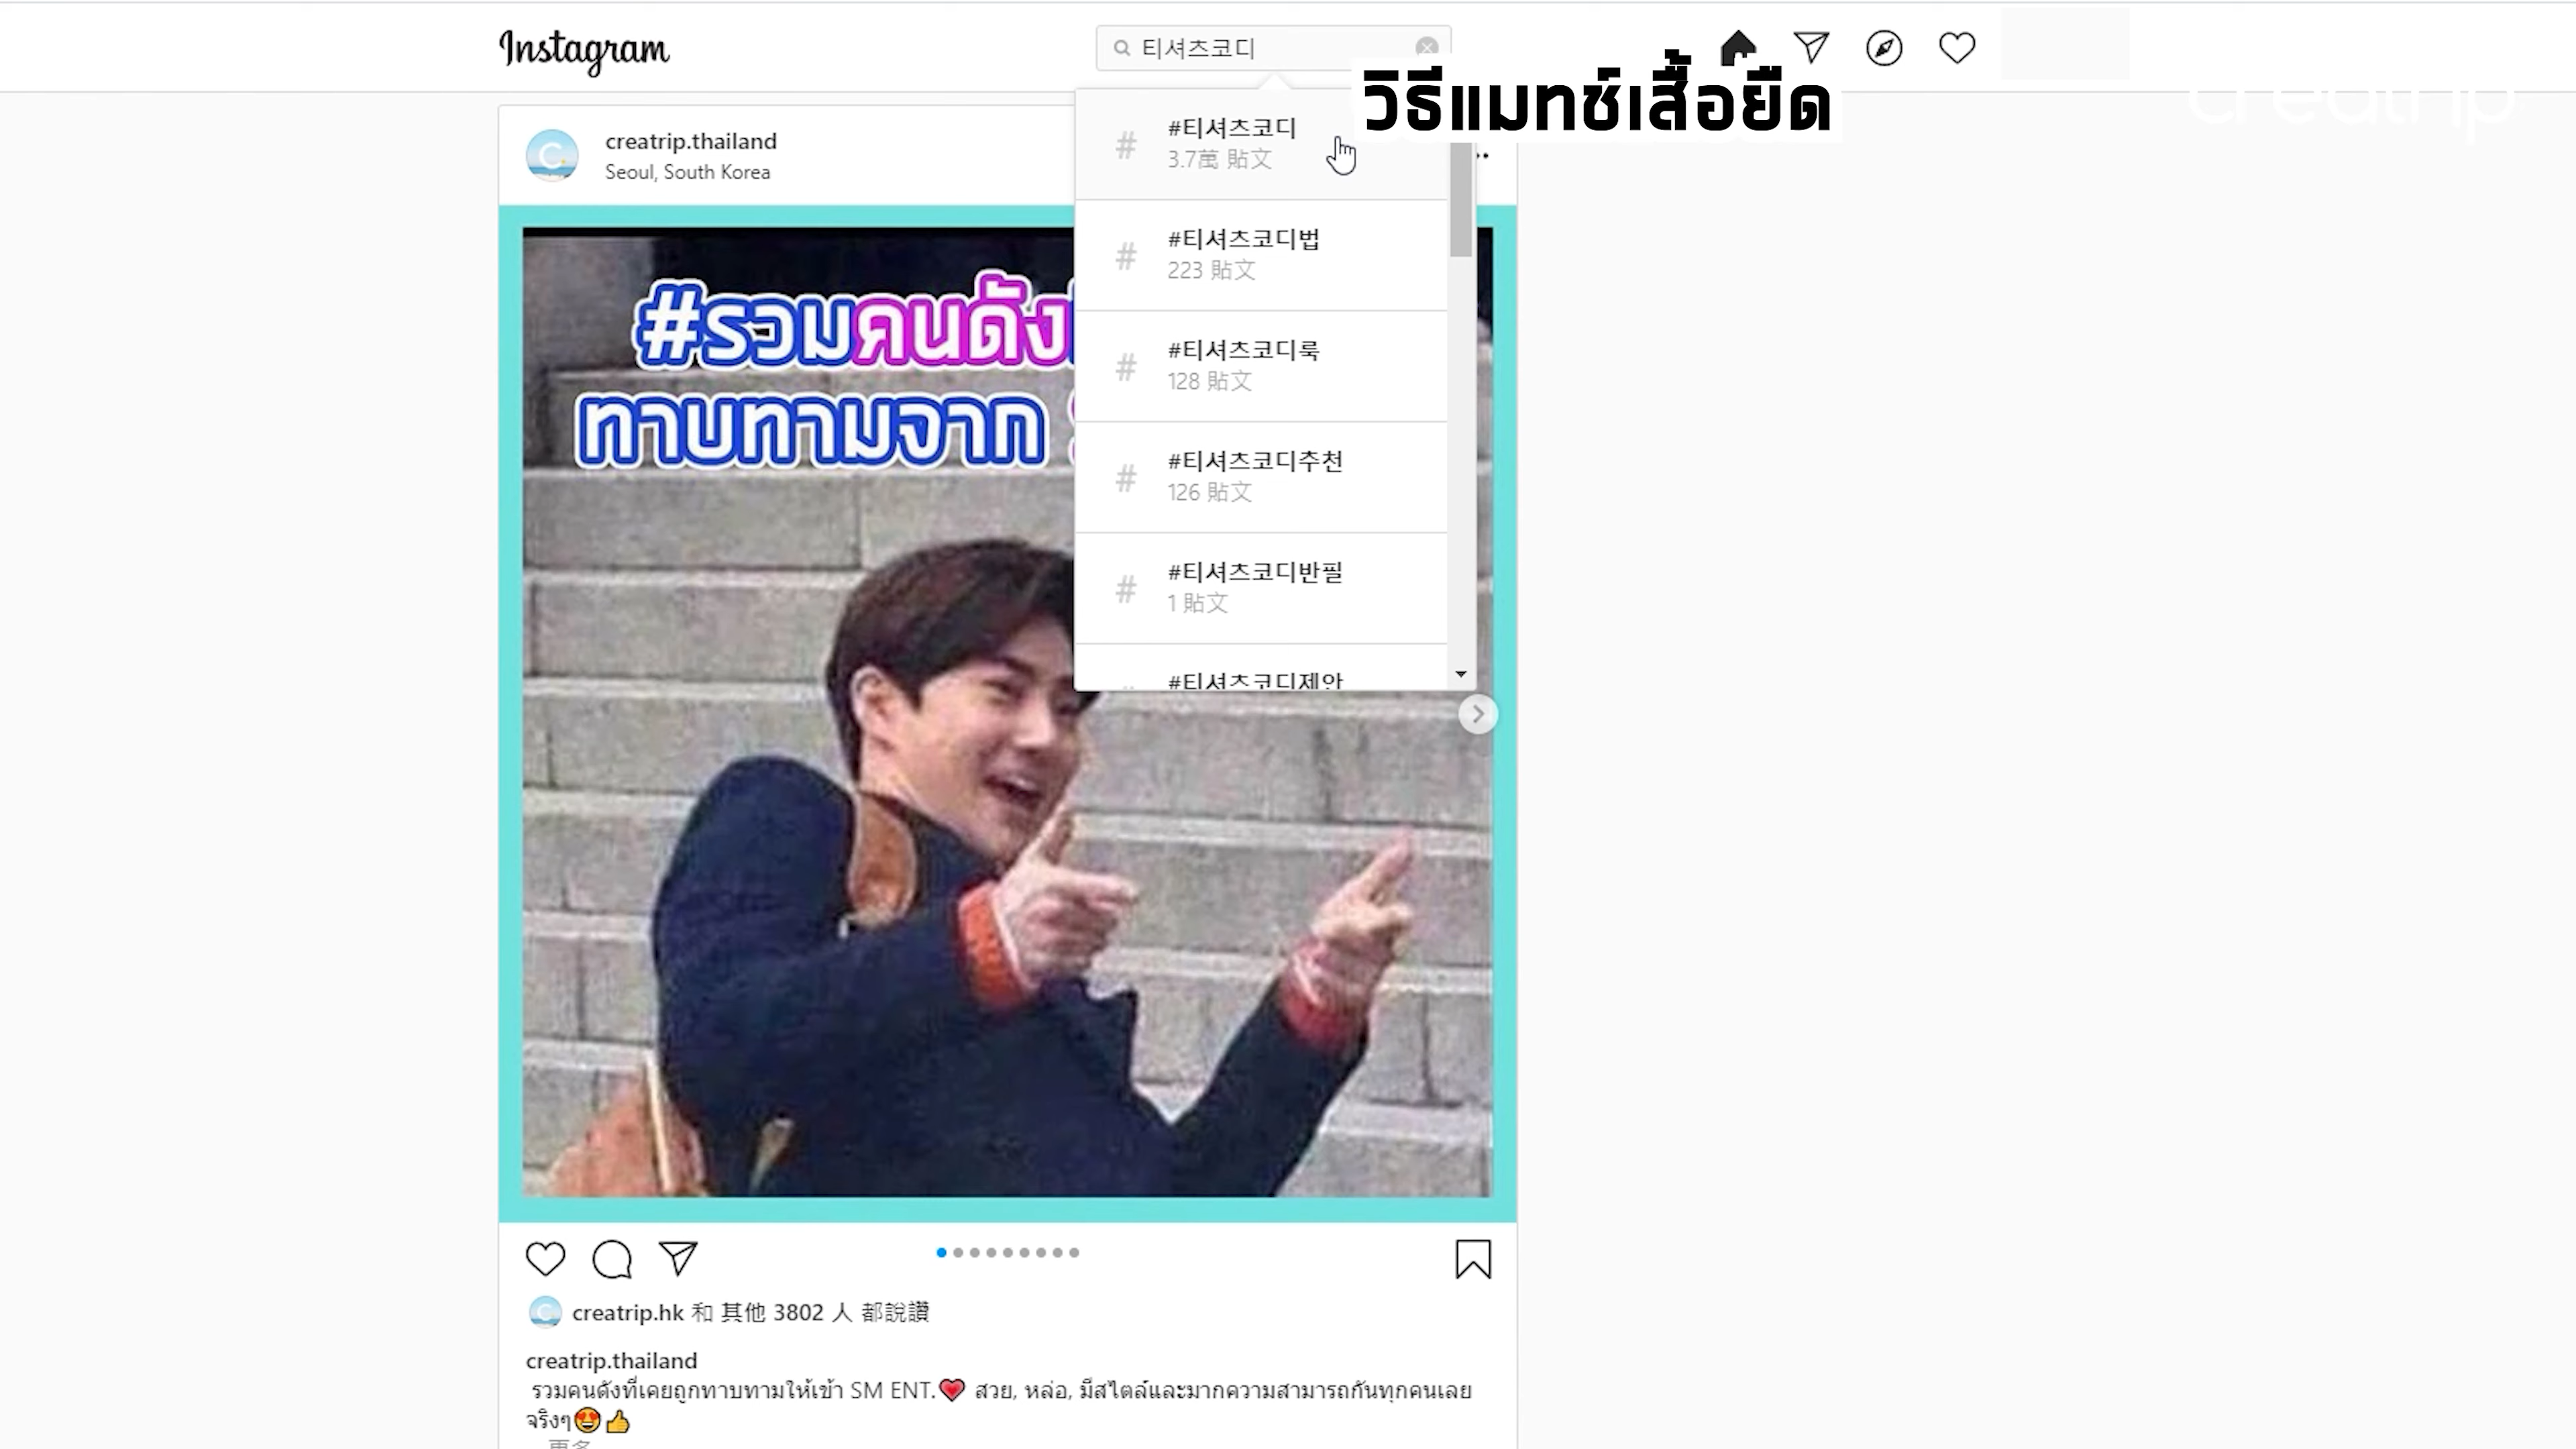 Instagram
티셔츠코디
วิธีแมทช์เสื้อยืด
creatrip
creatrip.thailand
Seoul, South Korea
#티셔츠코디
3.7萬 貼文
#티셔츠코디법
223 貼文
#티셔츠코디룩
128 貼文
#티셔츠코디추천
126 貼文
#티셔츠코디반필
1 貼文
#티셔츠코디제안
#รวมคนดัง
ทาบทามจาก
creatrip.hk 和 其他 3802 人 都說讚
creatrip.thailand
รวมคนดังที่เคยถูกทาบทามให้เข้า SM ENT.💗 สวย, หล่อ, มีสไตล์และมากความสามารถกันทุกคนเลย
จริงๆ😍👍